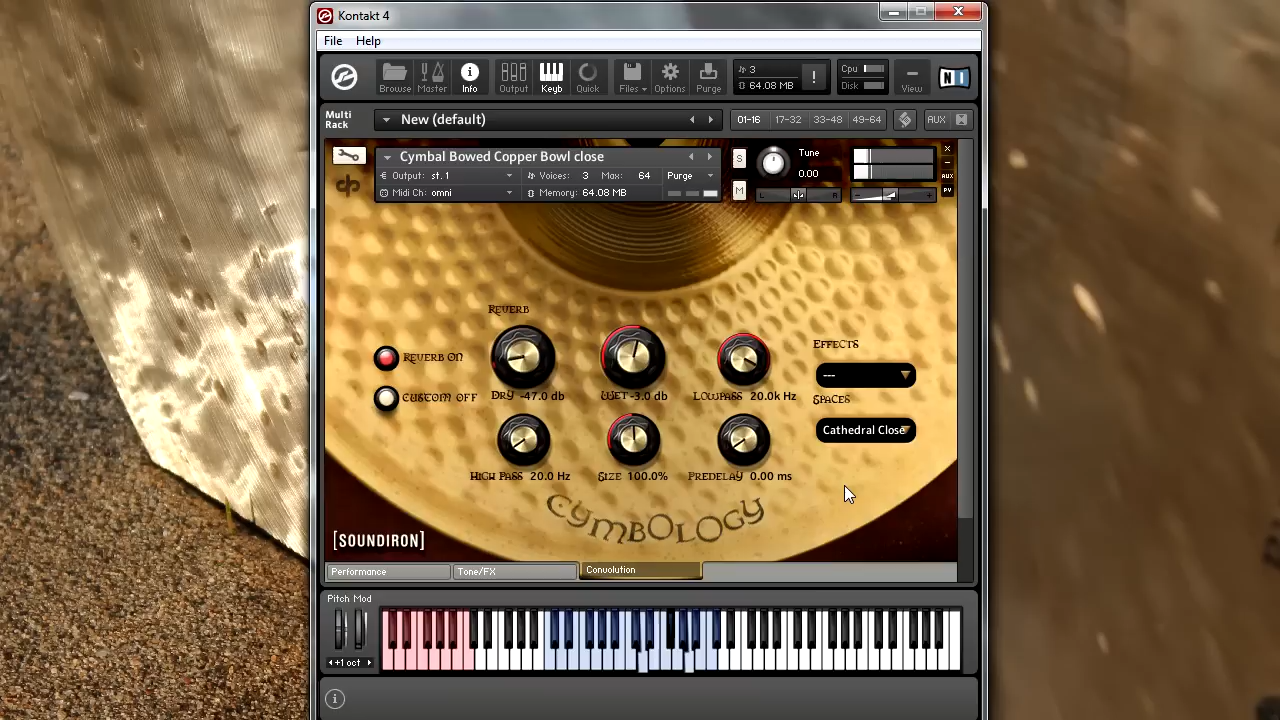 Kontakt 4
File Help
Browse Master Info Output Keyb Quick Files Options Purge
3
64.08 MB
!
Cpu
Disk
View
NI
Multi Rack
New (default)
01-16 17-32 33-48 49-64 AUX
Cymbal Bowed Copper Bowl close
Output: st. 1 Voices: 3 Max: 64 Purge
Midi Ch: omni Memory: 64.08 MB
S
M
Tune
0.00
L R
AUX
PV
Reverb
Reverb On
Custom Off
Dry -47.0 db Wet -3.0 db Lowpass 20.0k Hz
High Pass 20.0 Hz Size 100.0% Predelay 0.00 ms
Effects
---
Spaces
Cathedral Close
Cymbology
[SOUNDIRON]
Performance Tone/FX Convolution
Pitch Mod
+1 oct